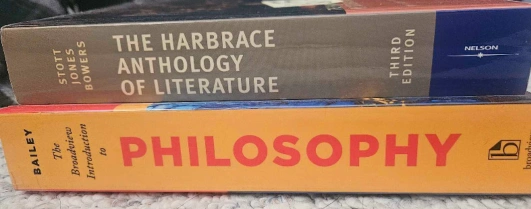 STOTT
JONES
BOWERS
THE HARBRACE
ANTHOLOGY
OF LITERATURE
THIRD
EDITION
NELSON
BAILEY
The
Broadview
Introduction
to
PHILOSOPHY
b